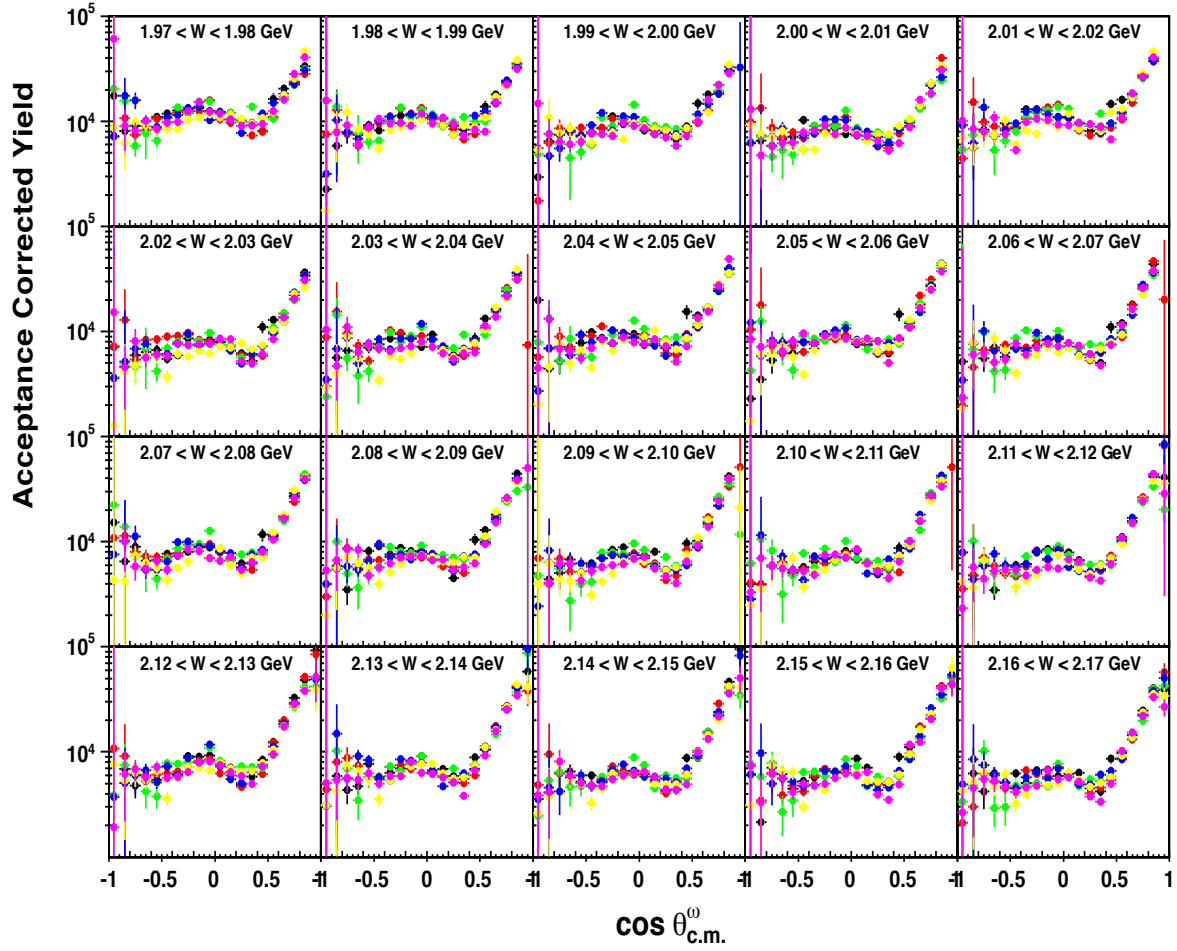 Acceptance Corrected Yield
10^5
1.97 < W < 1.98 GeV
1.98 < W < 1.99 GeV
1.99 < W < 2.00 GeV
2.00 < W < 2.01 GeV
2.01 < W < 2.02 GeV
10^4
10^5
2.02 < W < 2.03 GeV
2.03 < W < 2.04 GeV
2.04 < W < 2.05 GeV
2.05 < W < 2.06 GeV
2.06 < W < 2.07 GeV
10^4
10^5
2.07 < W < 2.08 GeV
2.08 < W < 2.09 GeV
2.09 < W < 2.10 GeV
2.10 < W < 2.11 GeV
2.11 < W < 2.12 GeV
10^4
10^5
2.12 < W < 2.13 GeV
2.13 < W < 2.14 GeV
2.14 < W < 2.15 GeV
2.15 < W < 2.16 GeV
2.16 < W < 2.17 GeV
10^4
-1 -0.5 0 0.5 -1 -0.5 0 0.5 -1 -0.5 0 0.5 -1 -0.5 0 0.5 -1 -0.5 0 0.5 1
cos θ^ω_c.m.